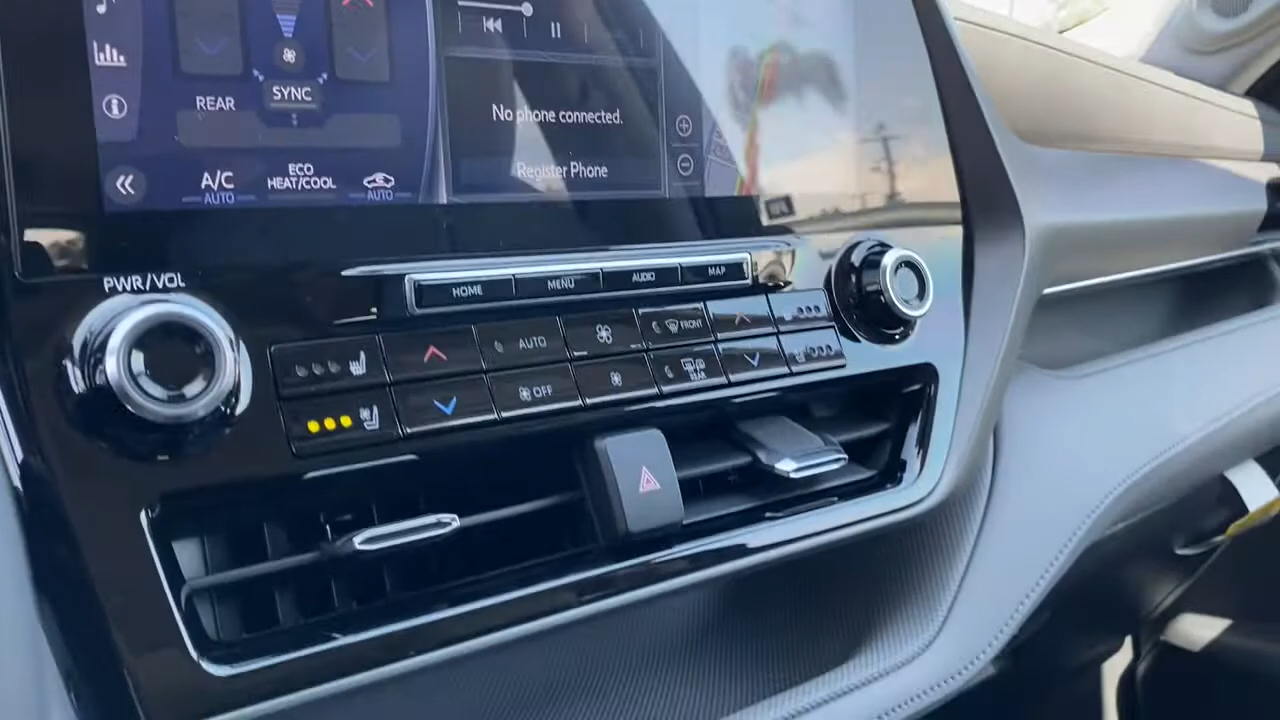 SYNC
REAR
No phone connected.
A/C
AUTO
ECO
HEAT/COOL
AUTO
Register Phone
PWR/VOL
HOME
MENU
AUDIO
MAP
AUTO
FRONT
OFF
REAR